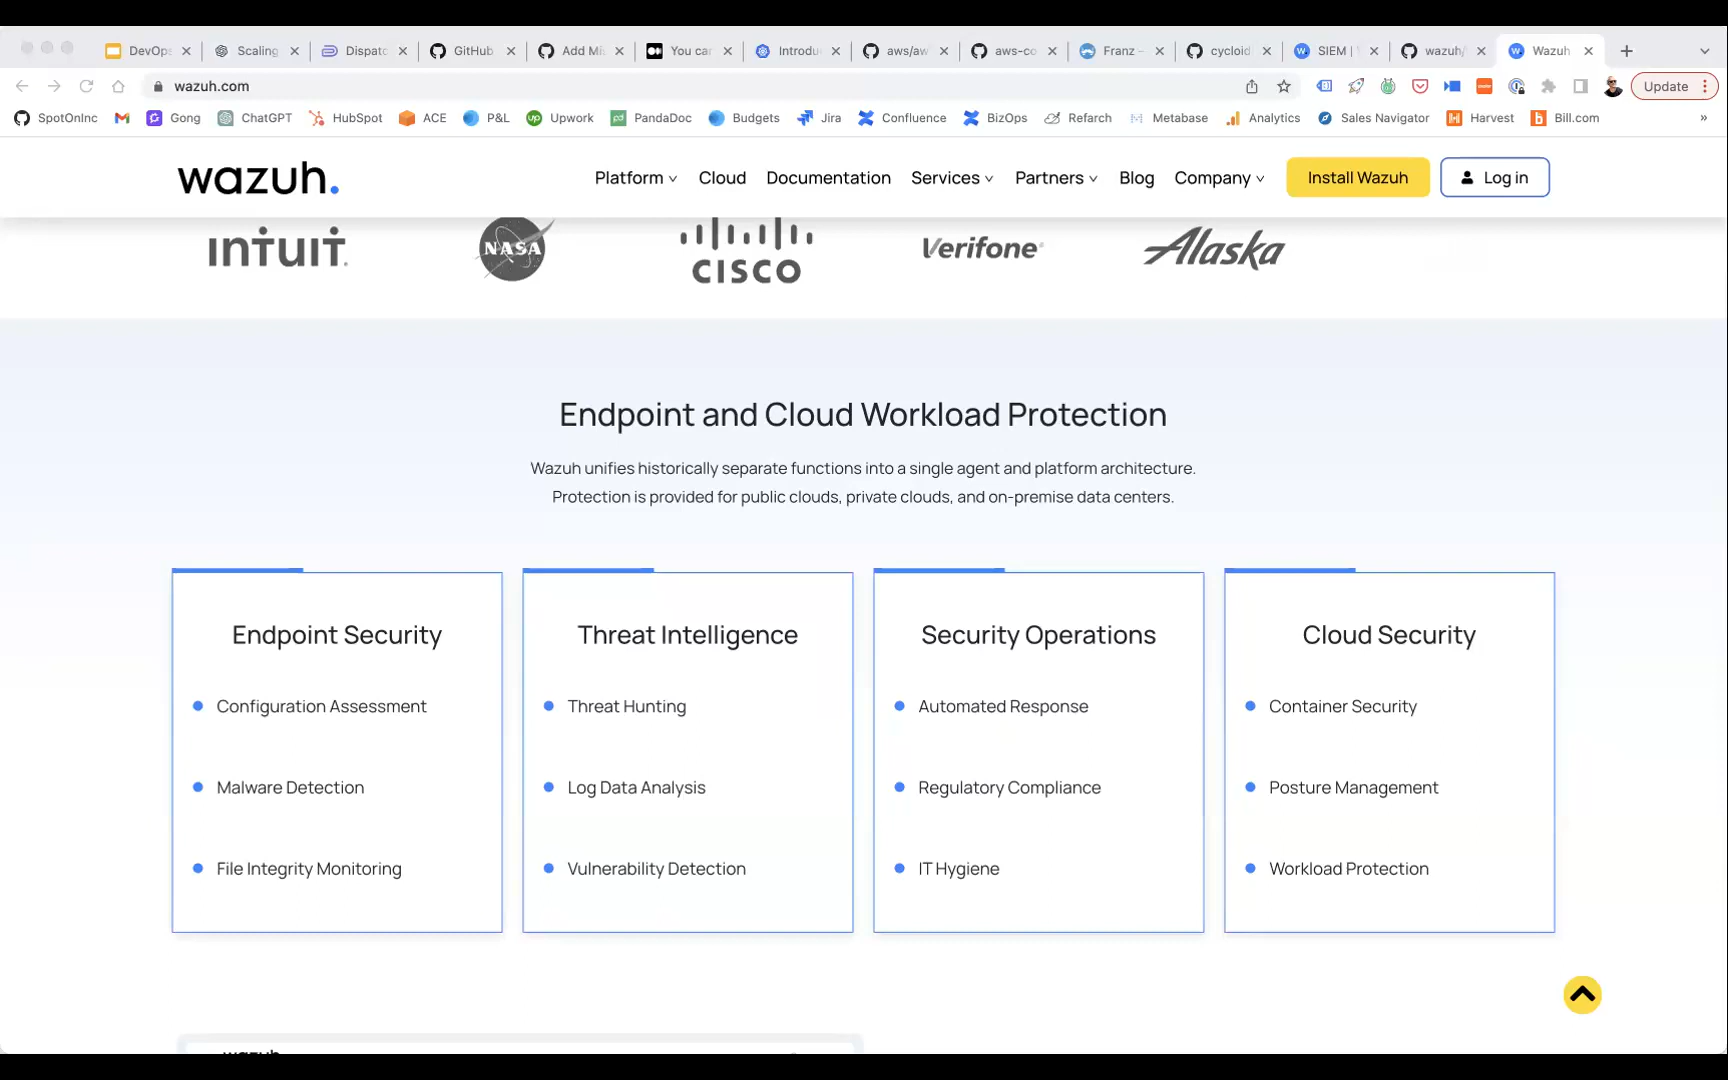 DevOps
Scaling
Dispatc
GitHub
Add Mi
You can
Introdu
aws/aw
aws-co
Franz –
cycloid
SIEM |
wazuh/
Wazuh
wazuh.com
Update
SpotOnInc
Gong
ChatGPT
HubSpot
ACE
P&L
Upwork
PandaDoc
Budgets
Jira
Confluence
BizOps
Refarch
Metabase
Analytics
Sales Navigator
Harvest
Bill.com
»
wazuh.
Platform
Cloud
Documentation
Services
Partners
Blog
Company
Install Wazuh
Log in
INTUIT
NASA
CISCO
Verifone
Alaska
Endpoint and Cloud Workload Protection
Wazuh unifies historically separate functions into a single agent and platform architecture.
Protection is provided for public clouds, private clouds, and on-premise data centers.
Endpoint Security
Configuration Assessment
Malware Detection
File Integrity Monitoring
Threat Intelligence
Threat Hunting
Log Data Analysis
Vulnerability Detection
Security Operations
Automated Response
Regulatory Compliance
IT Hygiene
Cloud Security
Container Security
Posture Management
Workload Protection
wazuh